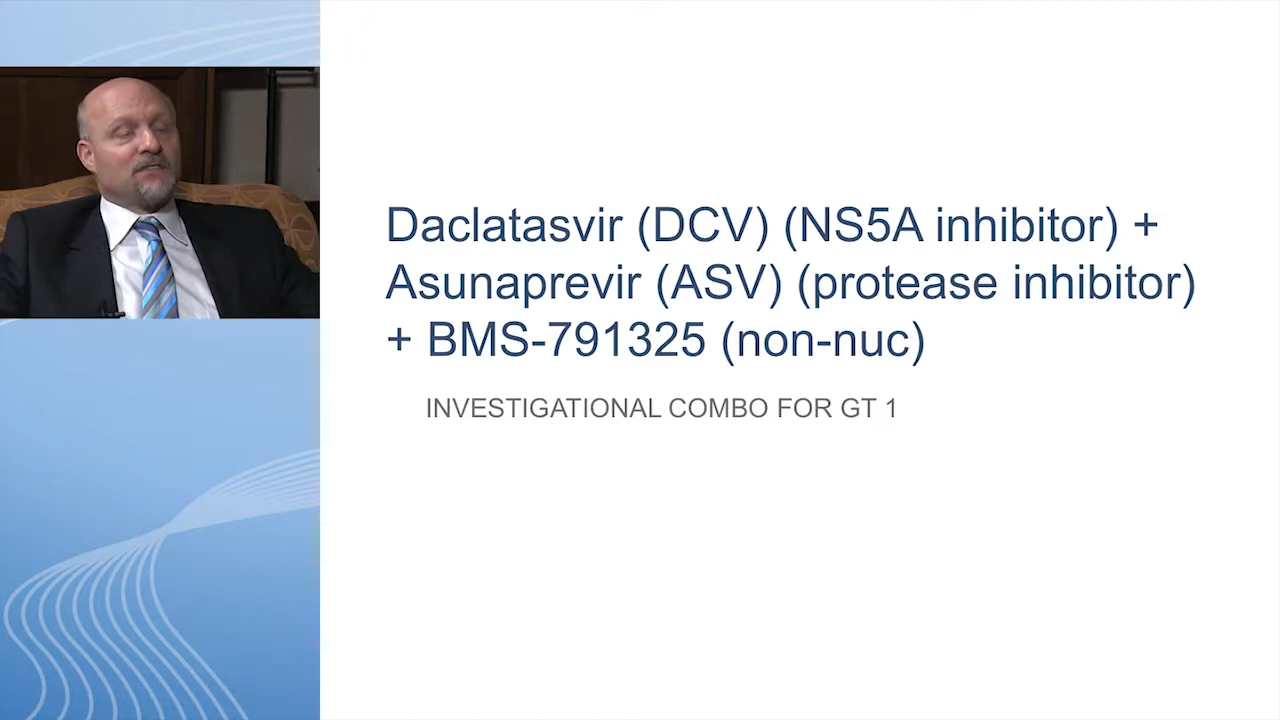 Daclatasvir (DCV) (NS5A inhibitor) +
Asunaprevir (ASV) (protease inhibitor)
+ BMS-791325 (non-nuc)
INVESTIGATIONAL COMBO FOR GT 1